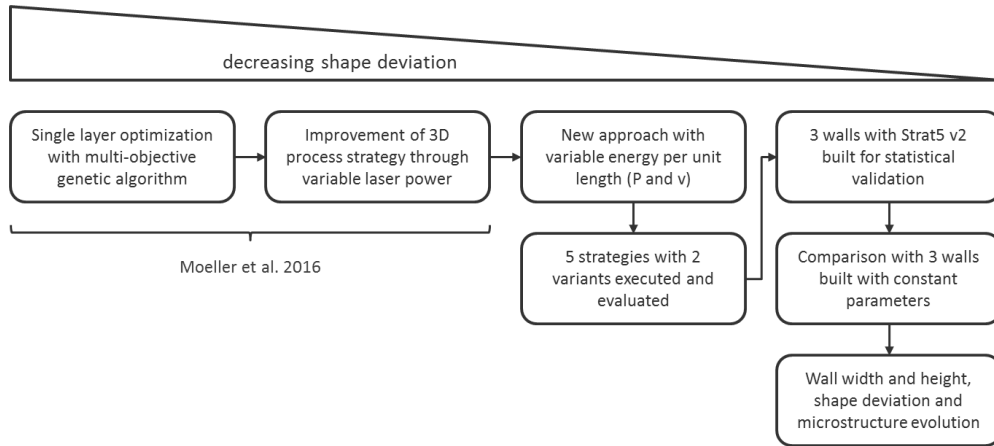 decreasing shape deviation
Single layer optimization
with multi-objective
genetic algorithm
Improvement of 3D
process strategy through
variable laser power
New approach with
variable energy per unit
length (P and v)
3 walls with Strat5 v2
built for statistical
validation
Moeller et al. 2016
5 strategies with 2
variants executed and
evaluated
Comparison with 3 walls
built with constant
parameters
Wall width and height,
shape deviation and
microstructure evolution